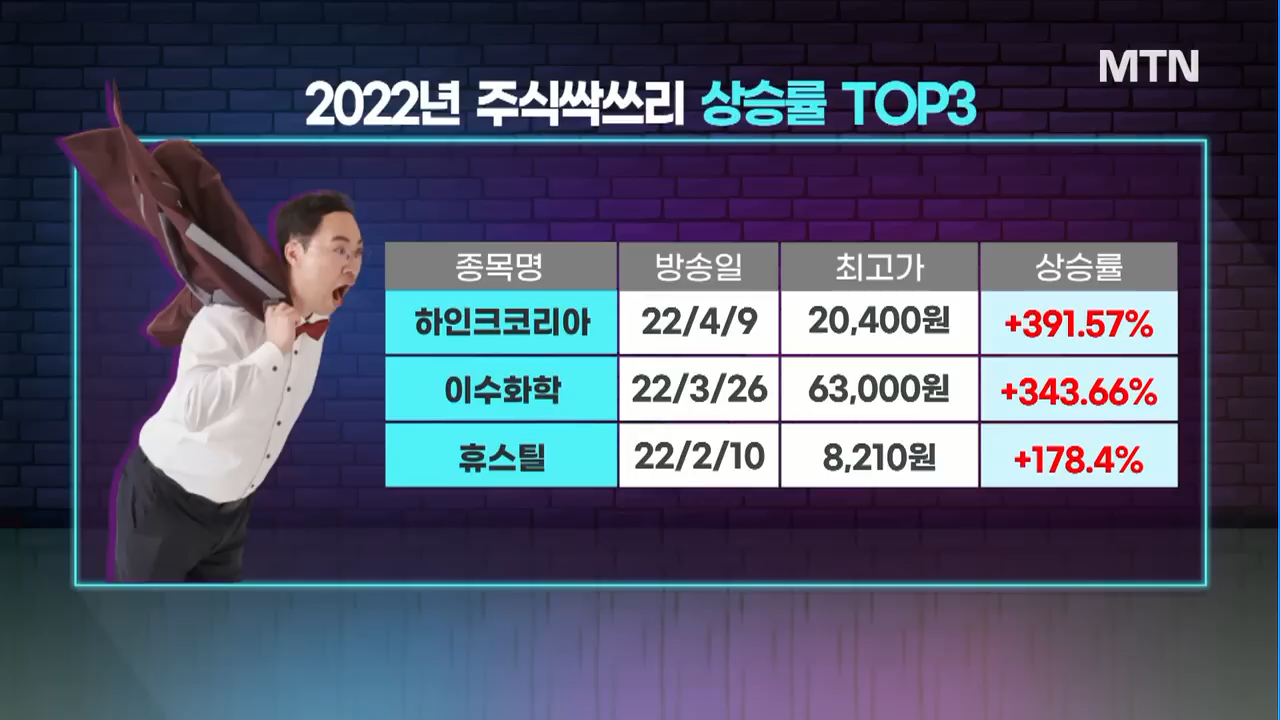 MTN
2022년 주식싹쓰리 상승률 TOP3
종목명 방송일 최고가 상승률
하인크코리아 22/4/9 20,400원 +391.57%
이수화학 22/3/26 63,000원 +343.66%
휴스틸 22/2/10 8,210원 +178.4%